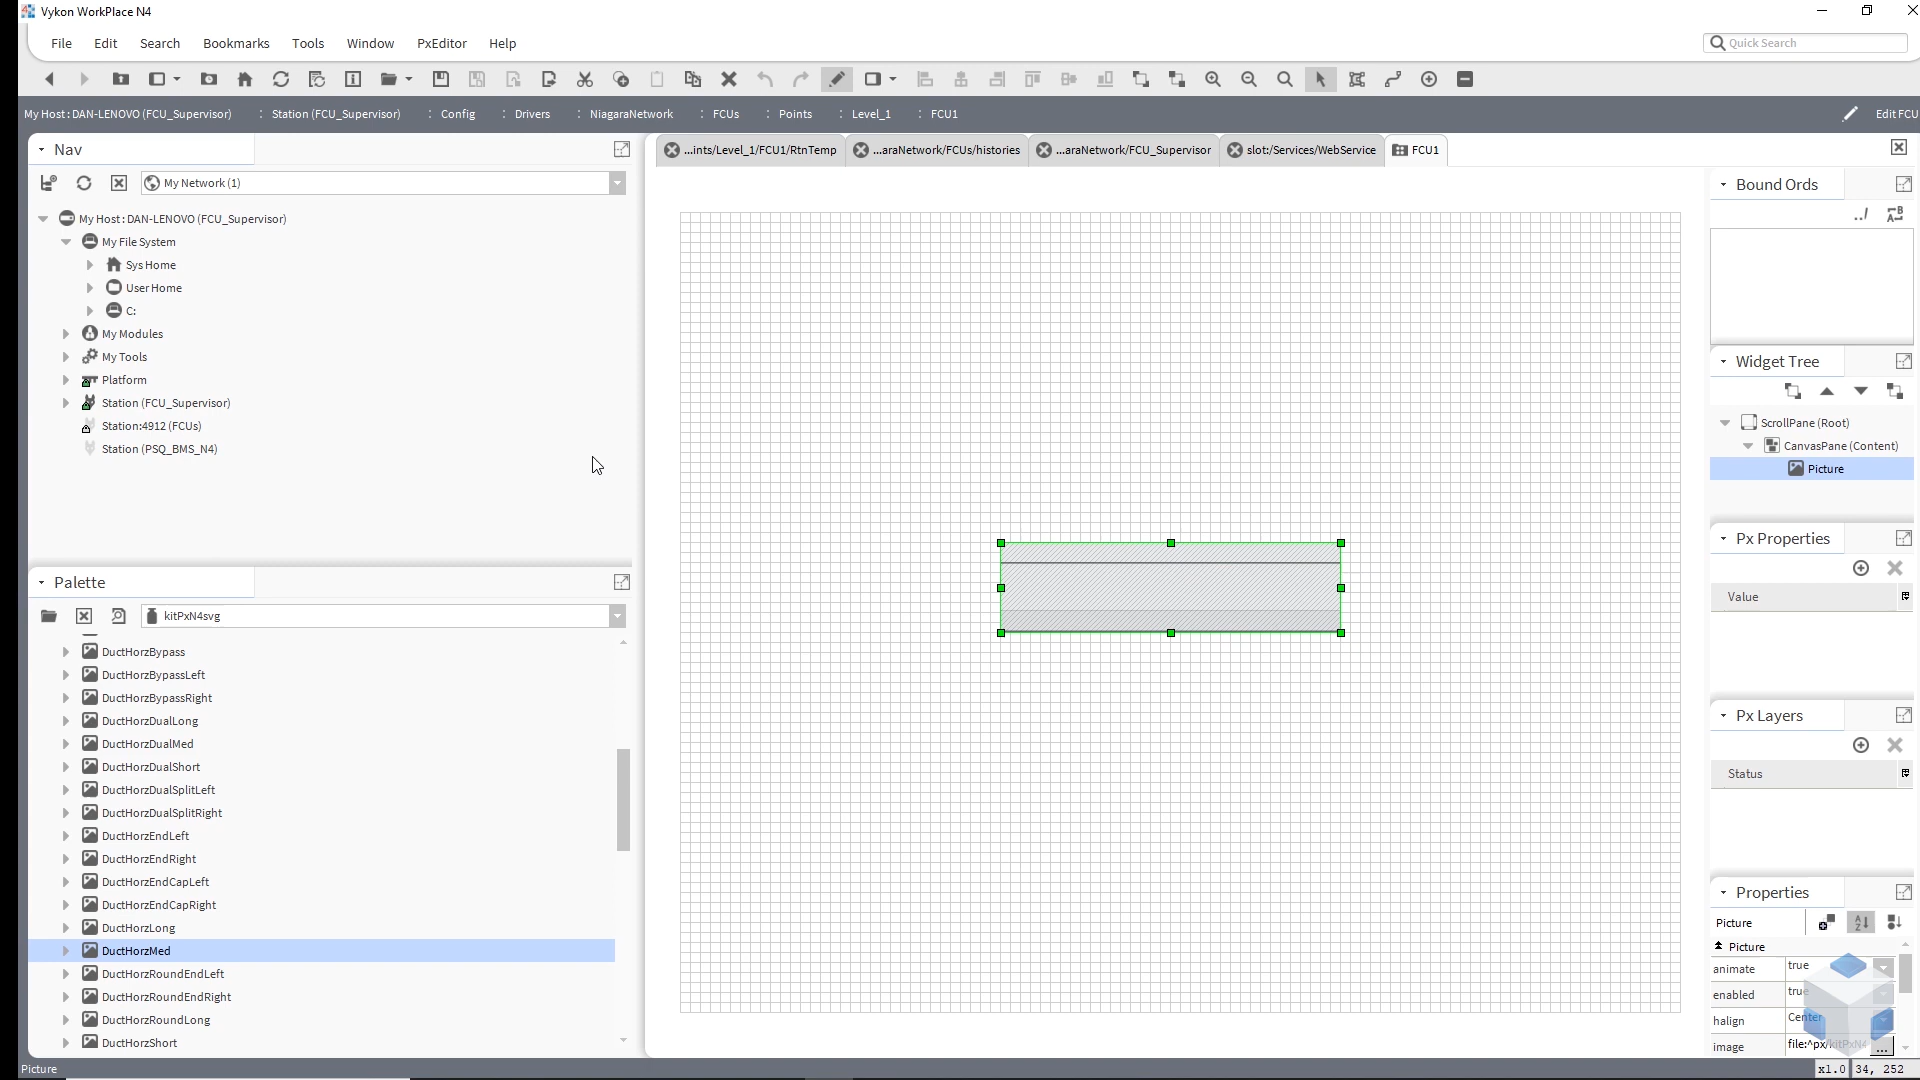 Vykon WorkPlace N4
File Edit Search Bookmarks Tools Window PxEditor Help
Quick Search
My Host : DAN-LENOVO (FCU_Supervisor) : Station (FCU_Supervisor) : Config : Drivers : NiagaraNetwork : FCUs : Points : Level_1 : FCU1
Edit FCU
Nav
My Network (1)
My Host : DAN-LENOVO (FCU_Supervisor)
My File System
Sys Home
User Home
C:
My Modules
My Tools
Platform
Station (FCU_Supervisor)
Station:4912 (FCUs)
Station (PSQ_BMS_N4)
Palette
kitPxN4svg
DuctHorzBypass
DuctHorzBypassLeft
DuctHorzBypassRight
DuctHorzDualLong
DuctHorzDualMed
DuctHorzDualShort
DuctHorzDualSplitLeft
DuctHorzDualSplitRight
DuctHorzEndLeft
DuctHorzEndRight
DuctHorzEndCapLeft
DuctHorzEndCapRight
DuctHorzLong
DuctHorzMed
DuctHorzRoundEndLeft
DuctHorzRoundEndRight
DuctHorzRoundLong
DuctHorzShort
Picture
...ints/Level_1/FCU1/RtnTemp
...araNetwork/FCUs/histories
...araNetwork/FCU_Supervisor
slot:/Services/WebService
FCU1
Bound Ords
Widget Tree
ScrollPane (Root)
CanvasPane (Content)
Picture
Px Properties
Value
Px Layers
Status
Properties
Picture
Picture
animate true
enabled true
halign Center
image file:^px/kitPxN4
x1.0 34, 252